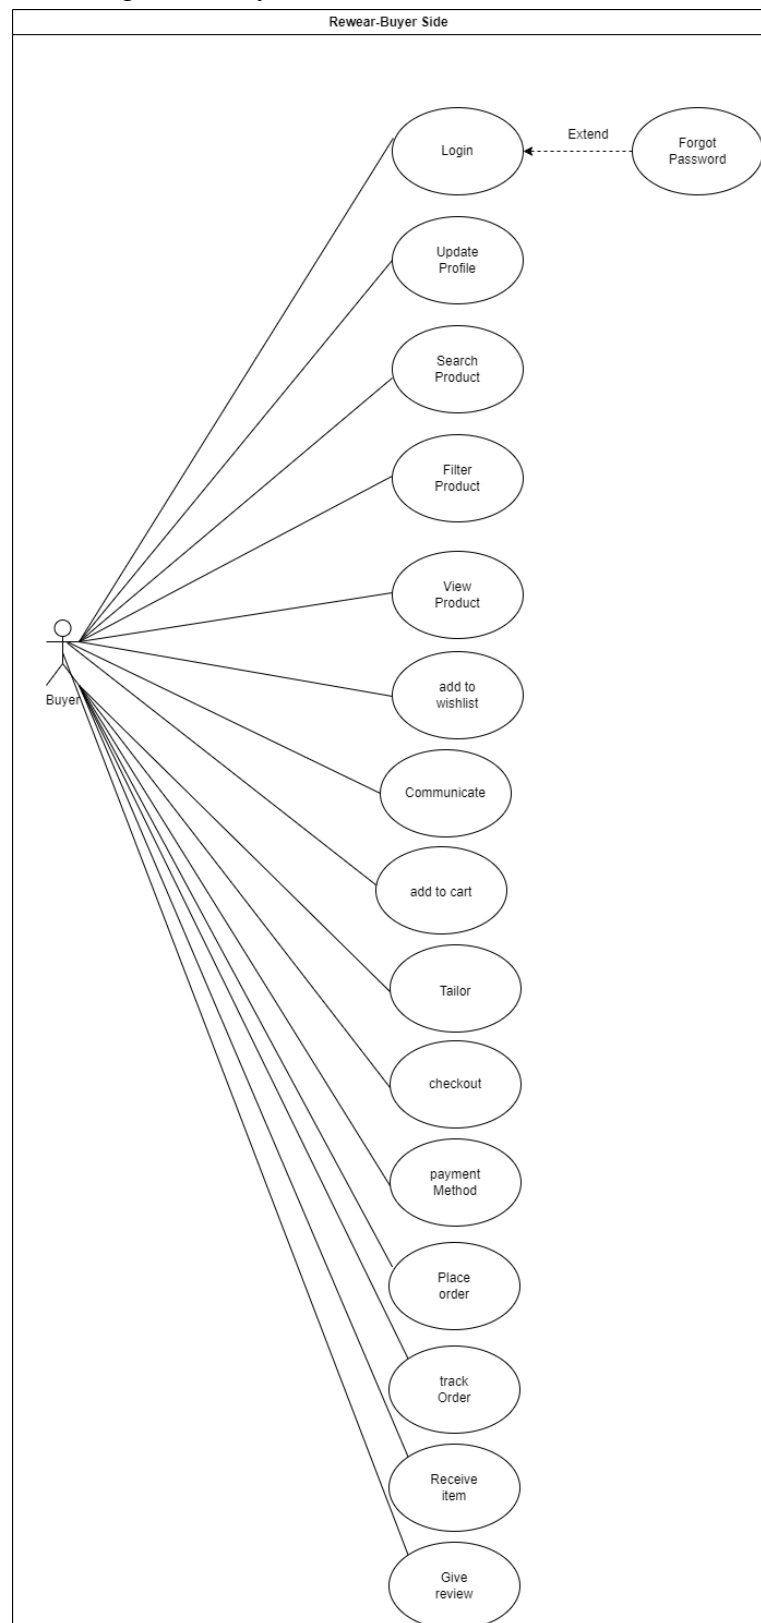 Rewear-Buyer Side
Login
Extend
Forgot
Password
Update
Profile
Search
Product
Filter
Product
View
Product
Buyer
add to
wishlist
Communicate
add to cart
Tailor
checkout
payment
Method
Place
order
track
Order
Receive
item
Give
review